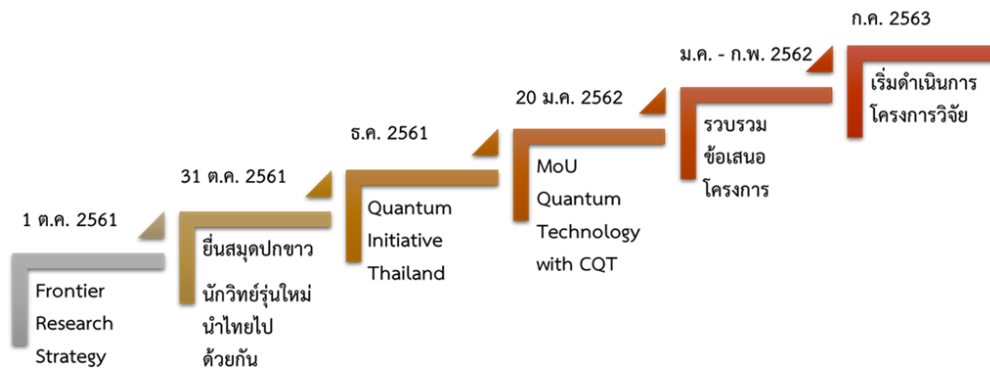 1 ต.ค. 2561
Frontier
Research
Strategy
31 ต.ค. 2561
ยื่นสมุดปกขาว
นักวิทย์รุ่นใหม่
นำไทยไป
ด้วยกัน
ธ.ค. 2561
Quantum
Initiative
Thailand
20 ม.ค. 2562
MoU
Quantum
Technology
with CQT
ม.ค. - ก.พ. 2562
รวบรวม
ข้อเสนอ
โครงการ
ก.ค. 2563
เริ่มดำเนินการ
โครงการวิจัย